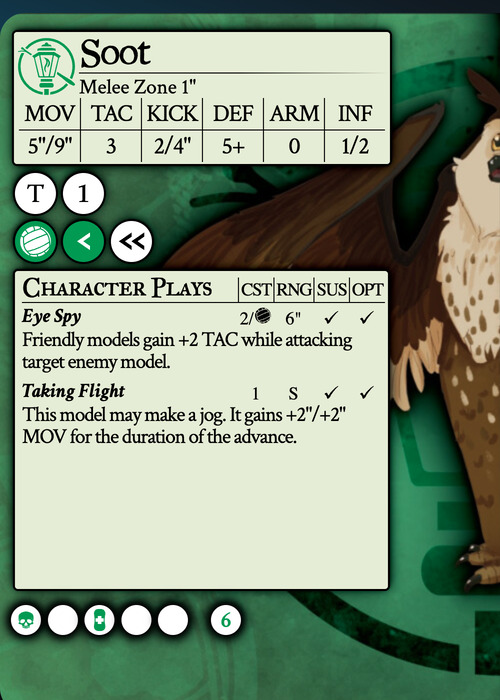 Soot
Melee Zone 1"
MOV TAC KICK DEF ARM INF
5"/9" 3 2/4" 5+ 0 1/2
T 1
< <<
Character Plays CST RNG SUS OPT
Eye Spy 2/ 6" ✓ ✓
Friendly models gain +2 TAC while attacking
target enemy model.
Taking Flight 1 S ✓ ✓
This model may make a jog. It gains +2"/+2"
MOV for the duration of the advance.
6